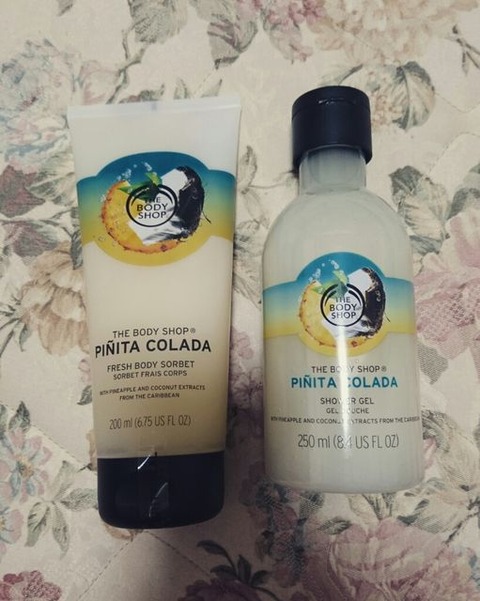 THE
BODY
SHOP
THE BODY SHOP®
PIÑITA COLADA
FRESH BODY SORBET
SORBET FRAIS CORPS
WITH PINEAPPLE AND COCONUT EXTRACTS
FROM THE CARIBBEAN
200 ml (6.75 US FL OZ)
THE
BODY
SHOP
THE BODY SHOP®
PIÑITA COLADA
SHOWER GEL
GEL DOUCHE
WITH PINEAPPLE AND COCONUT EXTRACTS FROM THE CARIBBEAN
250 ml (8.4 US FL OZ)